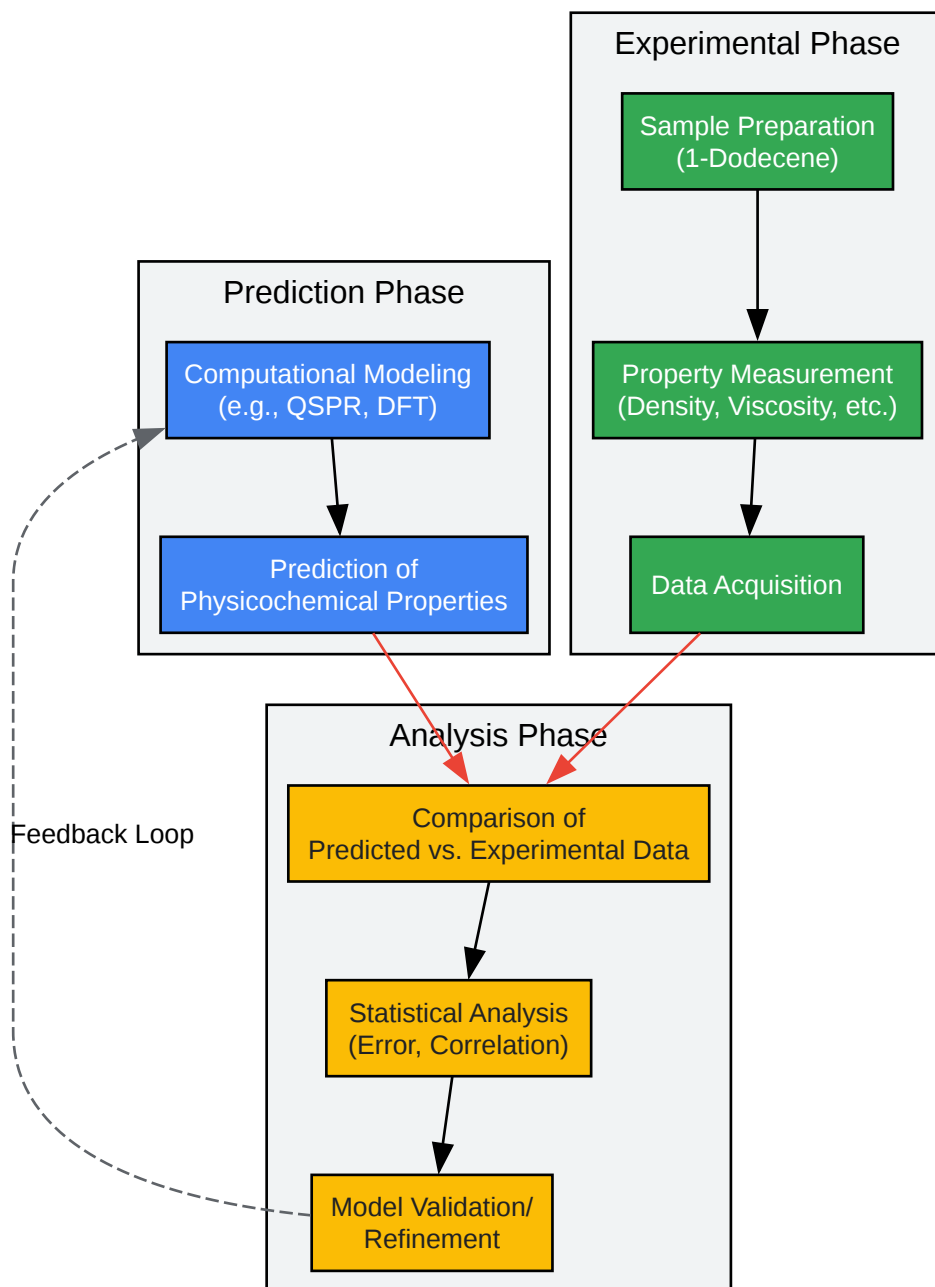 Experimental Phase
Sample Preparation
(1-Dodecene)
Property Measurement
(Density, Viscosity, etc.)
Data Acquisition
Prediction Phase
Computational Modeling
(e.g., QSPR, DFT)
Prediction of
Physicochemical Properties
Analysis Phase
Comparison of
Predicted vs. Experimental Data
Statistical Analysis
(Error, Correlation)
Model Validation/
Refinement
Feedback Loop